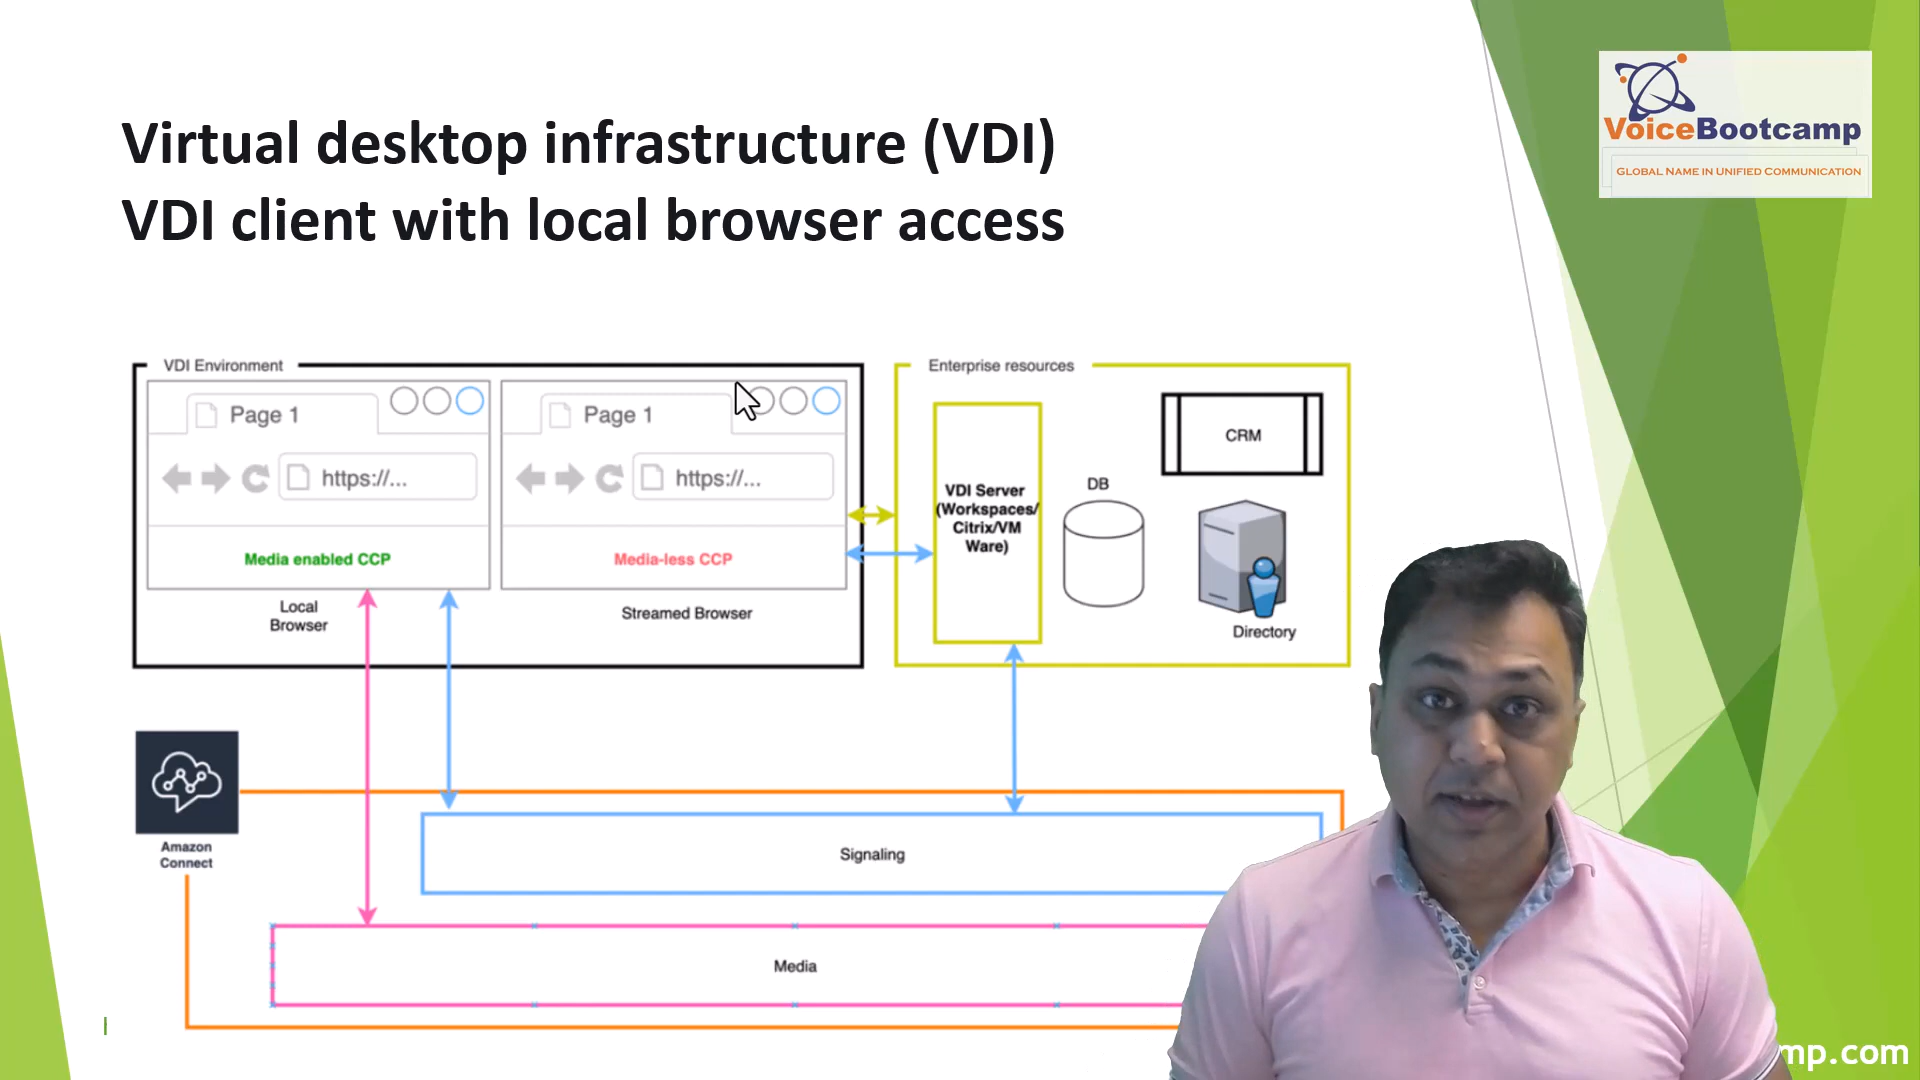 Virtual desktop infrastructure (VDI)
VDI client with local browser access
VoiceBootcamp
GLOBAL NAME IN UNIFIED COMMUNICATION
VDI Environment
Page 1
https://...
Media enabled CCP
Local
Browser
Page 1
https://...
Media-less CCP
Streamed Browser
Enterprise resources
VDI Server
(Workspaces/
Citrix/VM
Ware)
DB
CRM
Directory
Amazon
Connect
Signaling
Media
mp.com